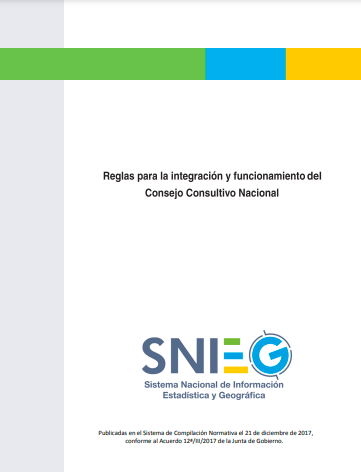 Reglas para la integración y funcionamiento del
Consejo Consultivo Nacional
SNIEG
Sistema Nacional de Información
Estadística y Geográfica
Publicadas en el Sistema de Compilación Normativa el 21 de diciembre de 2017,
conforme al Acuerdo 12ª/III/2017 de la Junta de Gobierno.